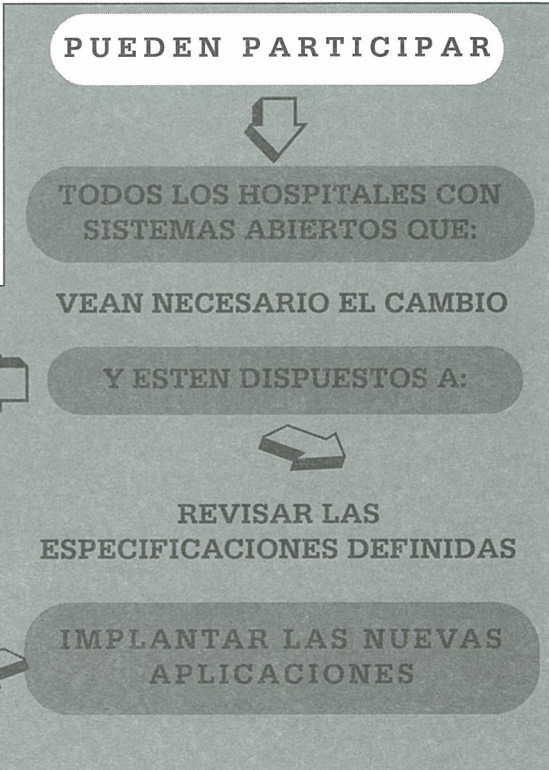 PUEDEN PARTICIPAR
TODOS LOS HOSPITALES CON
SISTEMAS ABIERTOS QUE:
VEAN NECESARIO EL CAMBIO
Y ESTEN DISPUESTOS A:
REVISAR LAS
ESPECIFICACIONES DEFINIDAS
IMPLANTAR LAS NUEVAS
APLICACIONES